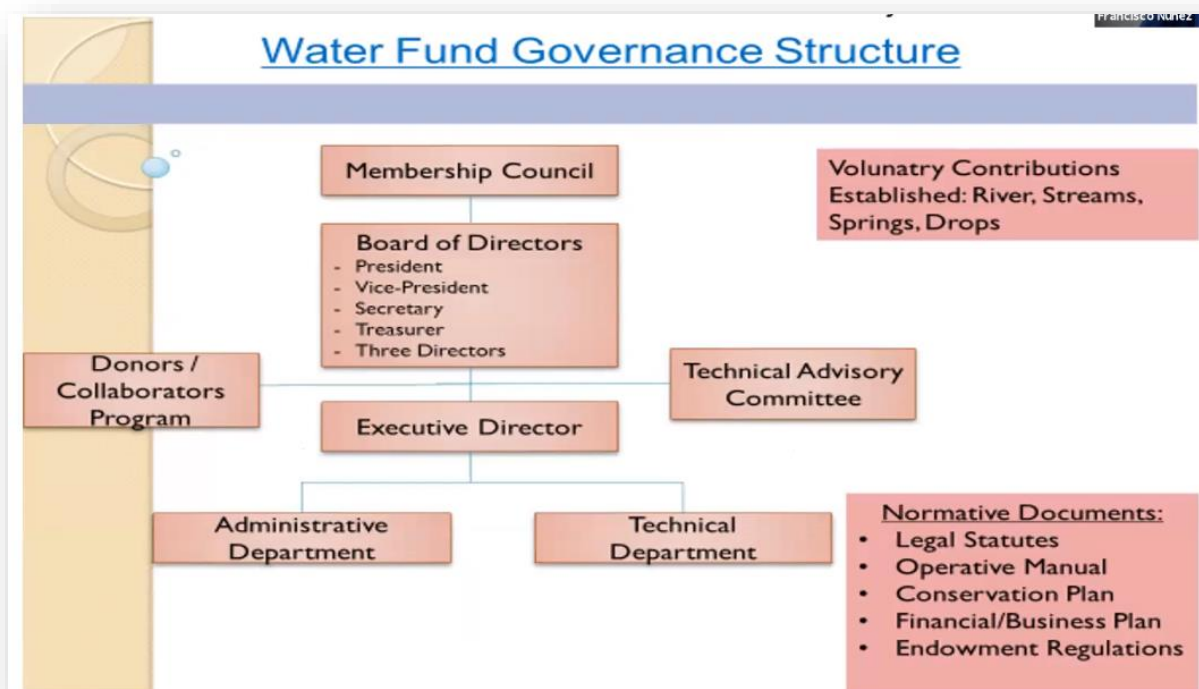 Francisco Nuñez
Water Fund Governance Structure
Membership Council
Volunatry Contributions
Established: River, Streams,
Springs, Drops
Board of Directors
- President
- Vice-President
- Secretary
- Treasurer
- Three Directors
Donors /
Collaborators
Program
Technical Advisory
Committee
Executive Director
Administrative
Department
Technical
Department
Normative Documents:
• Legal Statutes
• Operative Manual
• Conservation Plan
• Financial/Business Plan
• Endowment Regulations